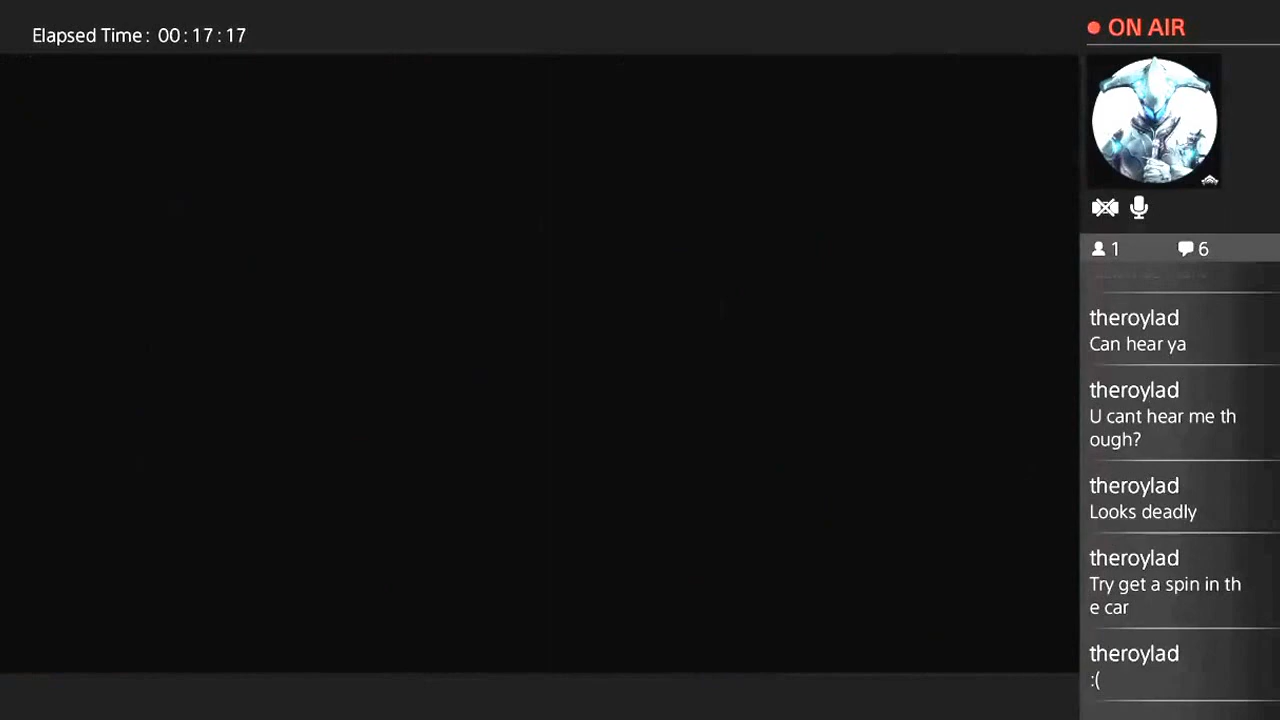 Elapsed Time: 00:17:17
ON AIR
1
6
theroylad
Can hear ya
theroylad
U cant hear me th
ough?
theroylad
Looks deadly
theroylad
Try get a spin in th
e car
theroylad
:(